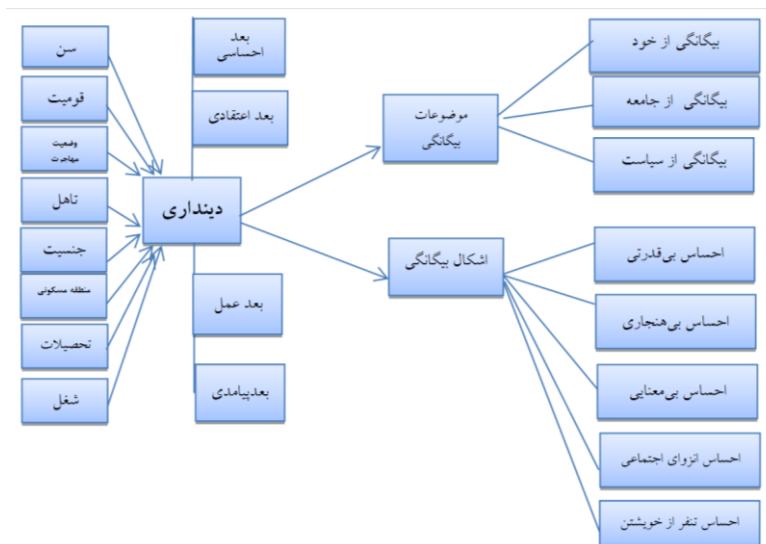 سن
قومیت
وضعیت
مهاجرت
تاهل
جنسیت
منطقه مسکونی
تحصیلات
شغل
بعد
احساسی
بعد اعتقادی
دینداری
بعد عمل
بعدپیامدی
موضوعات
بیگانگی
اشکال بیگانگی
بیگانگی از خود
بیگانگی از جامعه
بیگانگی از سیاست
احساس بی‌قدرتی
احساس بی‌هنجاری
احساس بی‌معنایی
احساس انزوای اجتماعی
احساس تنفر از خویشتن